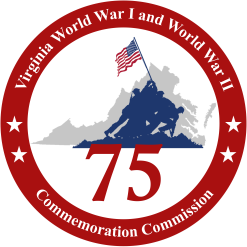 Virginia World War I and World War II
75
Commemoration Commission